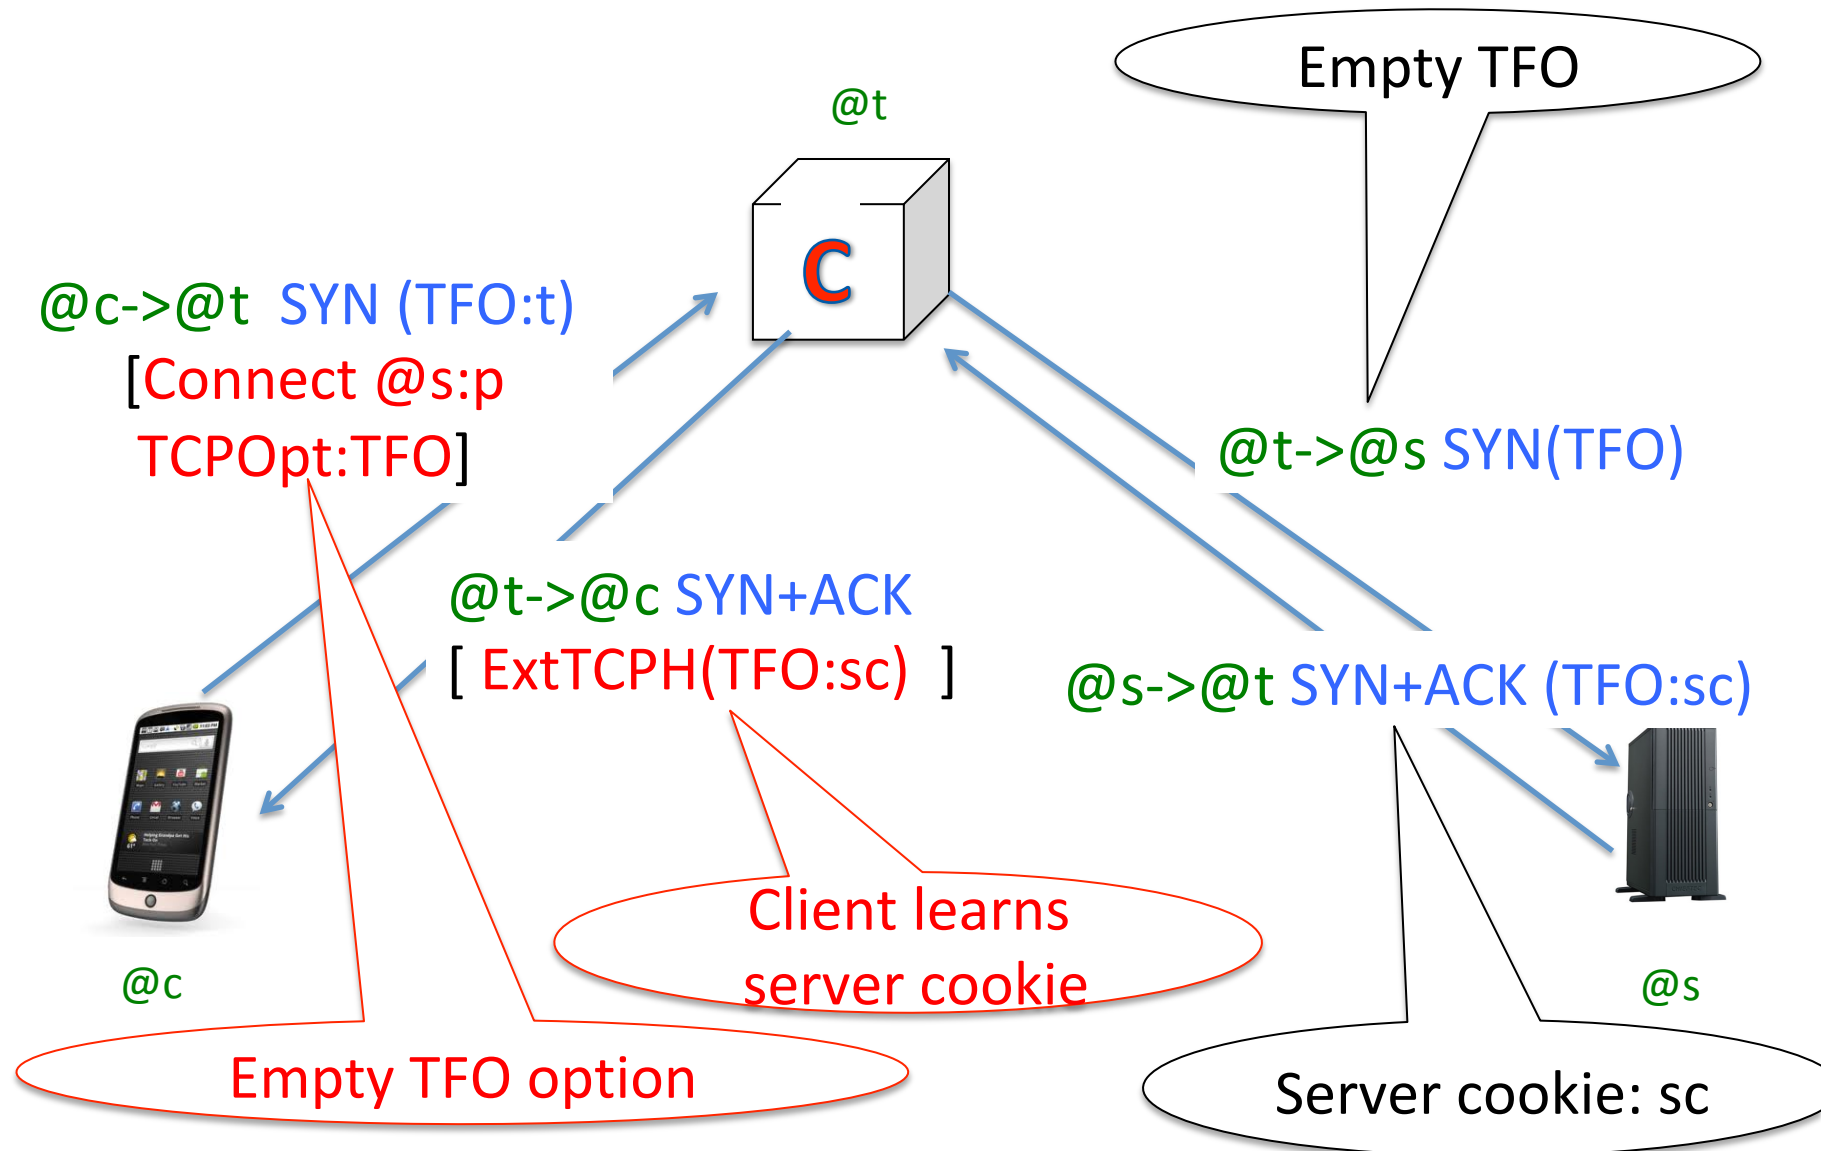 Empty TFO
@t
C
@c->@t SYN (TFO:t)
[Connect @s:p
TCPOpt:TFO]
@t->@s SYN(TFO)
@t->@c SYN+ACK
[ ExtTCPH(TFO:sc) ]
@s->@t SYN+ACK (TFO:sc)
Client learns
server cookie
@c
@s
Empty TFO option
Server cookie: sc